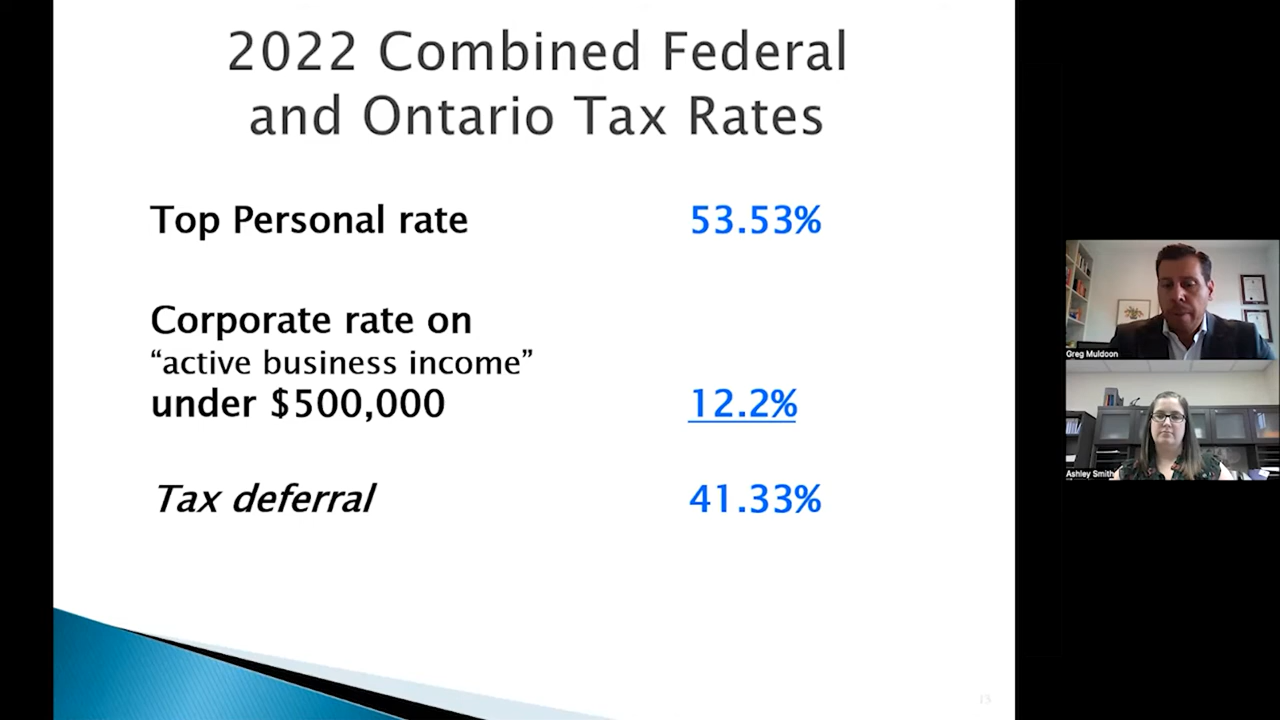 2022 Combined Federal
and Ontario Tax Rates
Top Personal rate 53.53%
Corporate rate on
“active business income”
under $500,000 12.2%
Tax deferral 41.33%
13
Greg Muldoon
Ashley Smith